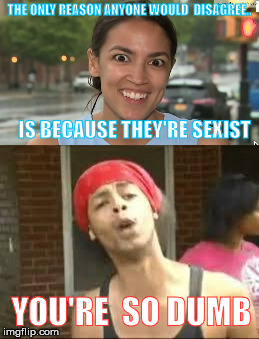 THE ONLY REASON ANYONE WOULD DISAGREE..
IS BECAUSE THEY'RE SEXIST
YOU'RE SO DUMB
imgflip.com